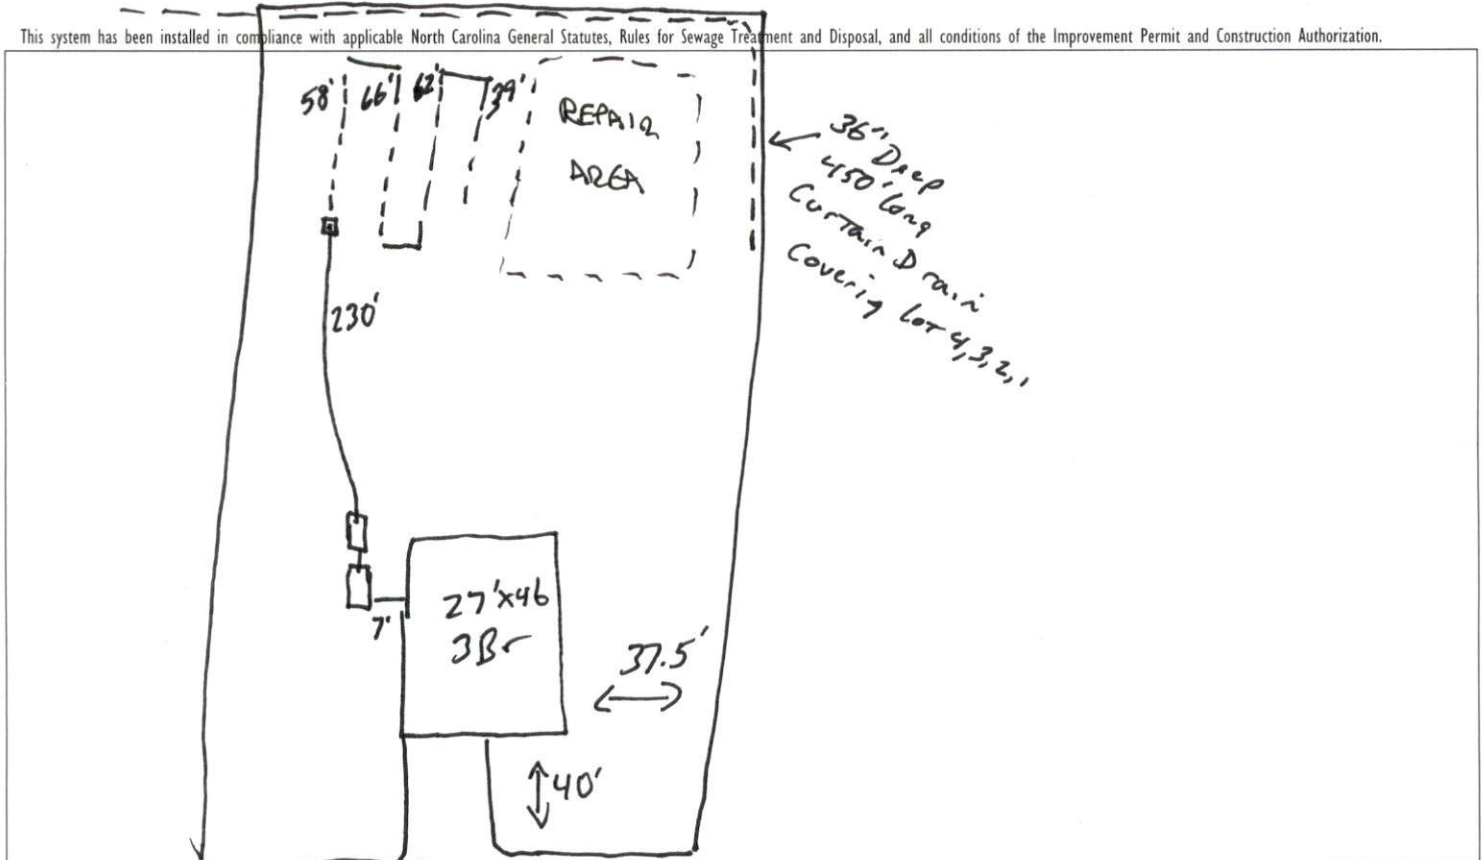 This system has been installed in compliance with applicable North Carolina General Statutes, Rules for Sewage Treatment and Disposal, and all conditions of the Improvement Permit and Construction Authorization.
58' 66' 62' 39'
REPAIR
AREA
36" Deep
450' long
Curtain Drain
Covering Lot 4,3,2,1
230'
7'
27'x46
3Br
37.5'
40'